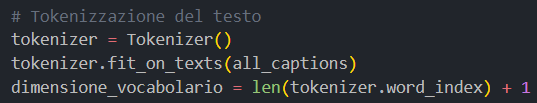 # Tokenizzazione del testo
tokenizer = Tokenizer()
tokenizer.fit_on_texts(all_captions)
dimensione_vocabolario = len(tokenizer.word_index) + 1